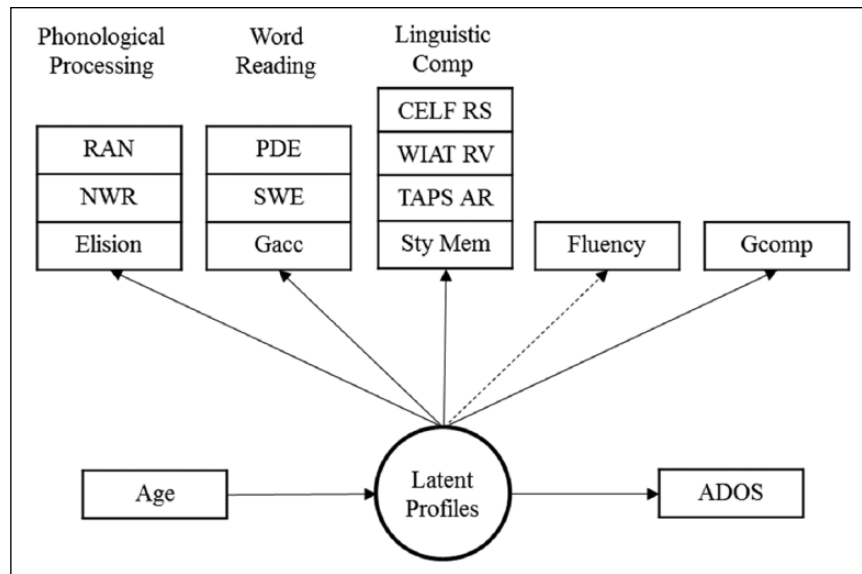 Phonological
Processing
Word
Reading
Linguistic
Comp
RAN
NWR
Elision
PDE
SWE
Gacc
CELF RS
WIAT RV
TAPS AR
Sty Mem
Fluency
Gcomp
Age
Latent
Profiles
ADOS